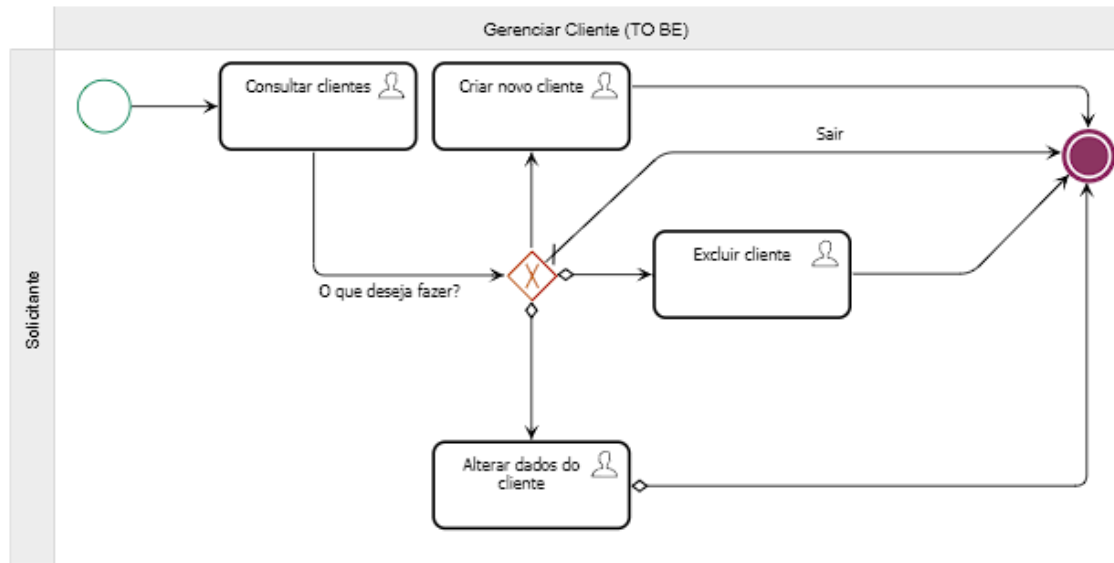 Gerenciar Cliente (TO BE)
Solicitante
Consultar clientes
Criar novo cliente
Sair
Excluir cliente
O que deseja fazer?
X
Alterar dados do
cliente